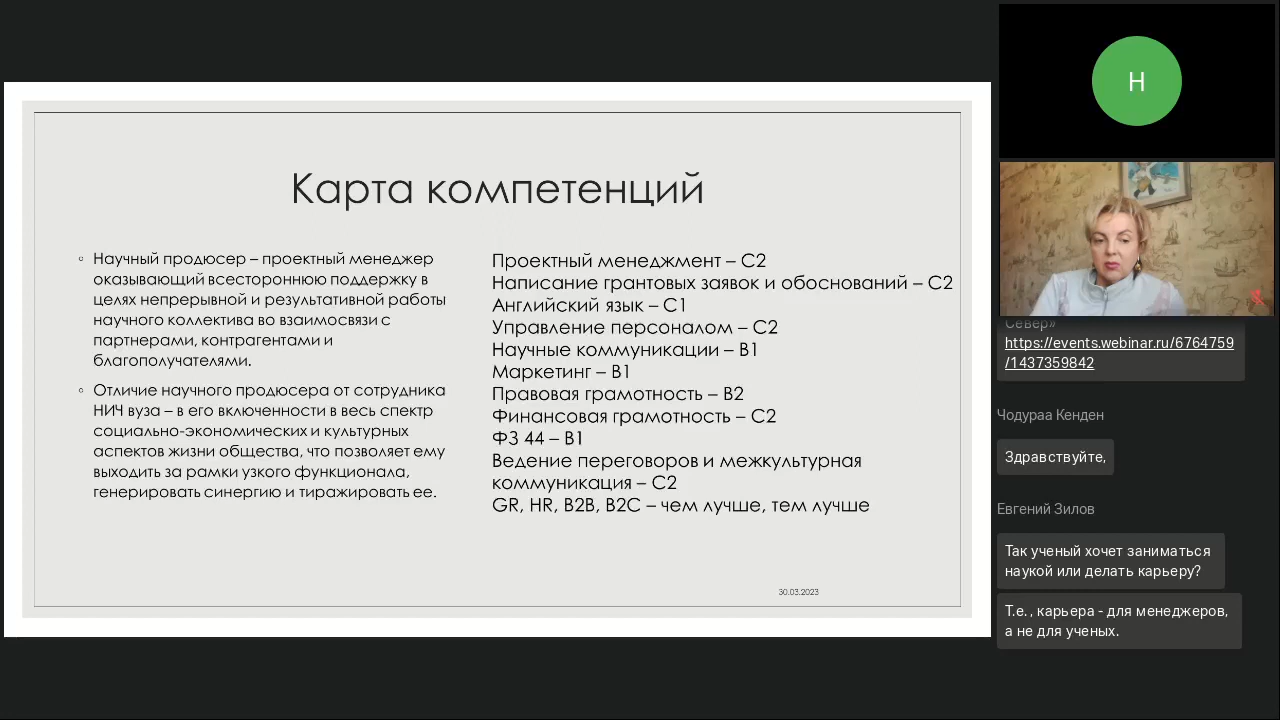 Карта компетенций
◦ Научный продюсер – проектный менеджер
оказывающий всестороннюю поддержку в
целях непрерывной и результативной работы
научного коллектива во взаимосвязи с
партнерами, контрагентами и
благополучателями.
◦ Отличие научного продюсера от сотрудника
НИЧ вуза – в его включенности в весь спектр
социально-экономических и культурных
аспектов жизни общества, что позволяет ему
выходить за рамки узкого функционала,
генерировать синергию и тиражировать ее.
Проектный менеджмент – С2
Написание грантовых заявок и обоснований – С2
Английский язык – С1
Управление персоналом – С2
Научные коммуникации – В1
Маркетинг – В1
Правовая грамотность – В2
Финансовая грамотность – С2
ФЗ 44 – В1
Ведение переговоров и межкультурная
коммуникация – С2
GR, HR, B2B, B2C – чем лучше, тем лучше
30.03.2023
Н
Север»
https://events.webinar.ru/6764759
/1437359842
Чодураа Кенден
Здравствуйте,
Евгений Зилов
Так ученый хочет заниматься
наукой или делать карьеру?
Т.е., карьера - для менеджеров,
а не для ученых.